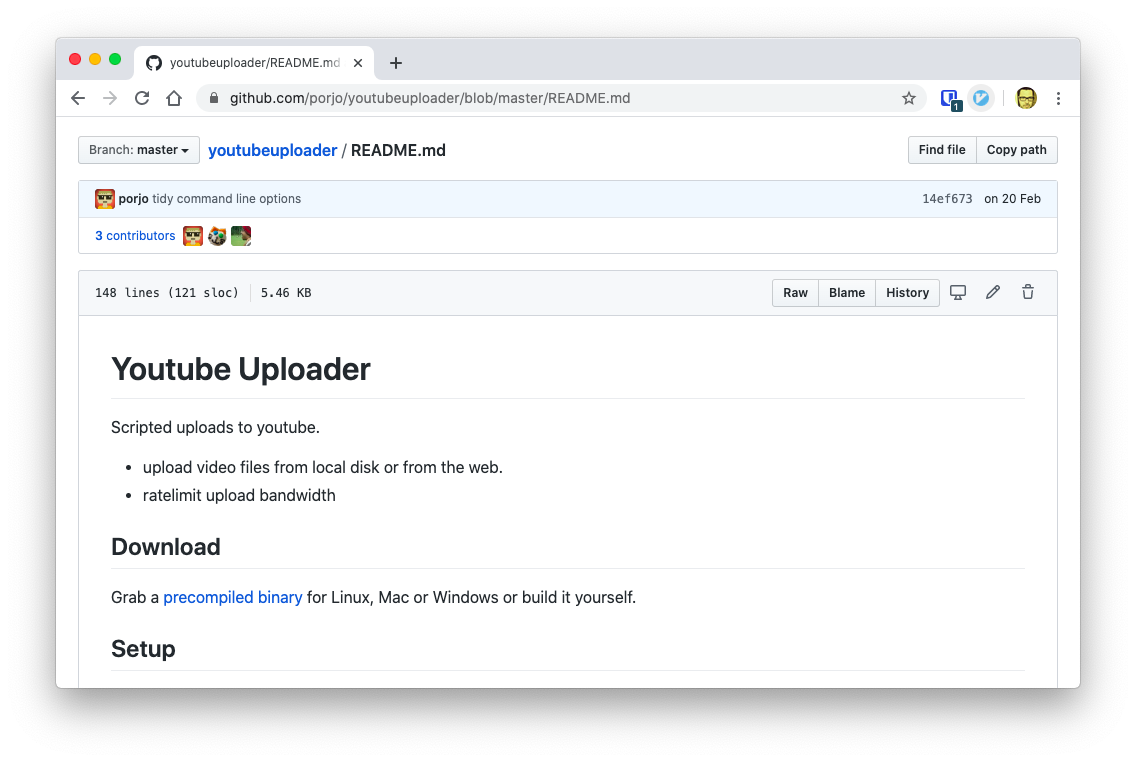 youtubeuploader/README.md
github.com/porjo/youtubeuploader/blob/master/README.md
1
Branch: master
youtubeuploader / README.md
Find file
Copy path
porjo tidy command line options
14ef673 on 20 Feb
3 contributors
148 lines (121 sloc)
5.46 KB
Raw
Blame
History
Youtube Uploader
Scripted uploads to youtube.
• upload video files from local disk or from the web.
• ratelimit upload bandwidth
Download
Grab a precompiled binary for Linux, Mac or Windows or build it yourself.
Setup